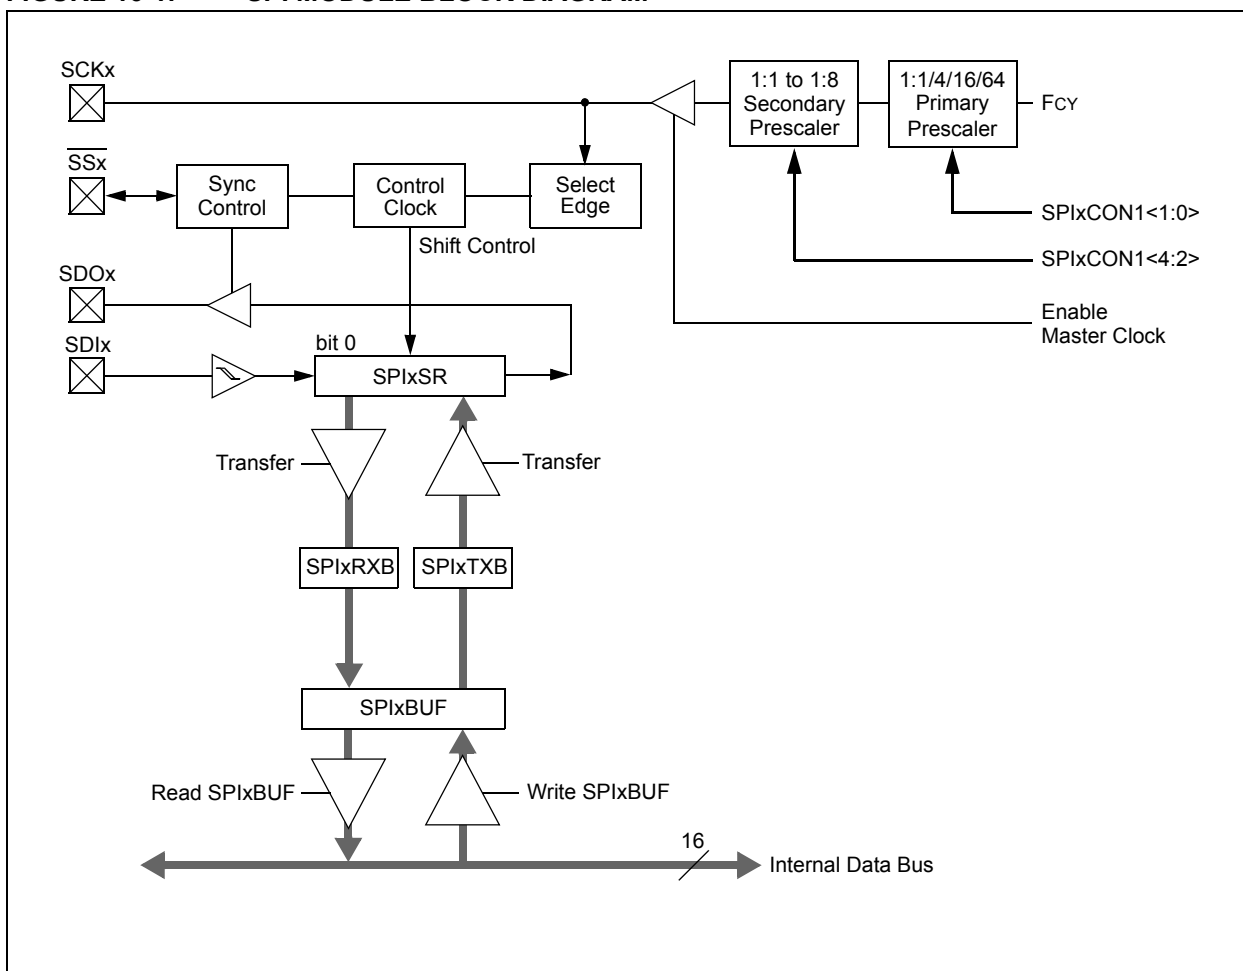 SCKx
1:1 to 1:8
Secondary
Prescaler
1:1/4/16/64
Primary
Prescaler
FCY
SSx
Sync
Control
Control
Clock
Select
Edge
SPIxCON1<1:0>
Shift Control
SPIxCON1<4:2>
SDOx
Enable
Master Clock
SDIx
bit 0
SPIxSR
Transfer
Transfer
SPIxRXB
SPIxTXB
SPIxBUF
Read SPIxBUF
Write SPIxBUF
16
Internal Data Bus